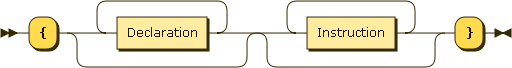 { Declaration Instruction }